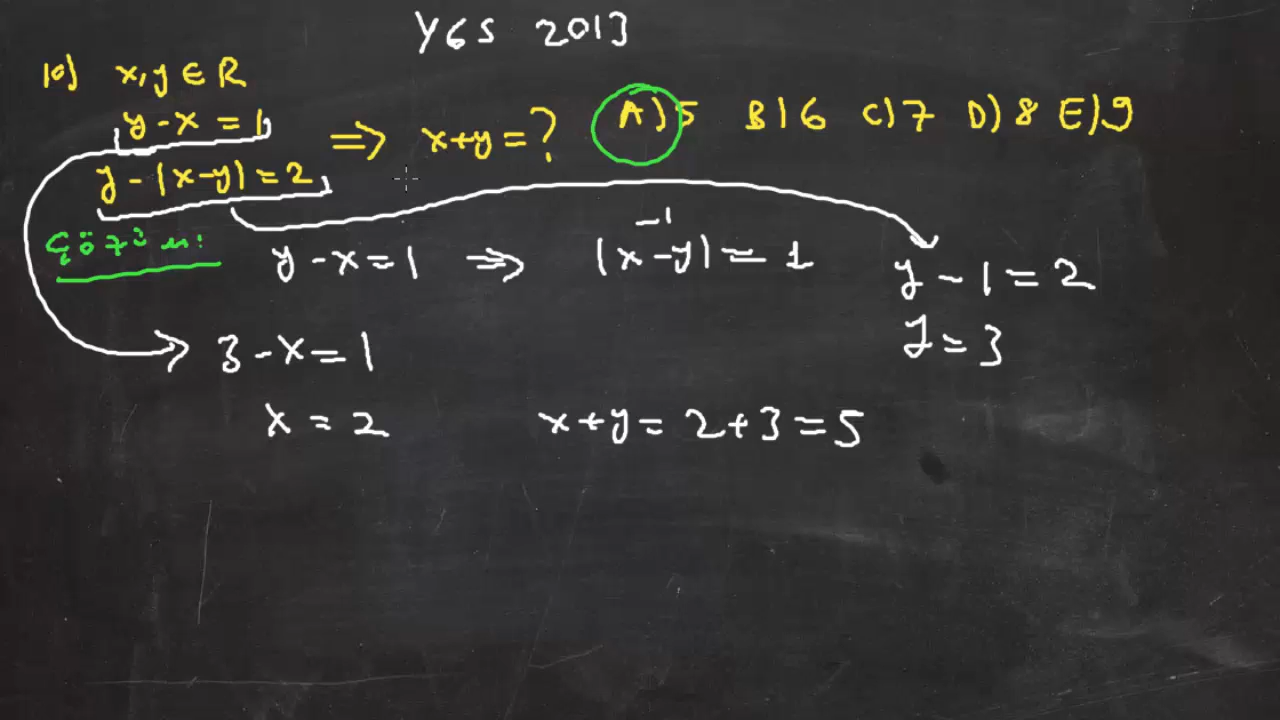 YGS 2013
10) x, y ∈ R
y - x = 1
y - |x-y| = 2
⇒ x+y = ? A) 5 B) 6 C) 7 D) 8 E) 9
Çözüm:
y - x = 1 ⇒ |x - y| = 1
-1
y - 1 = 2
y = 3
3 - x = 1
x = 2
x + y = 2 + 3 = 5